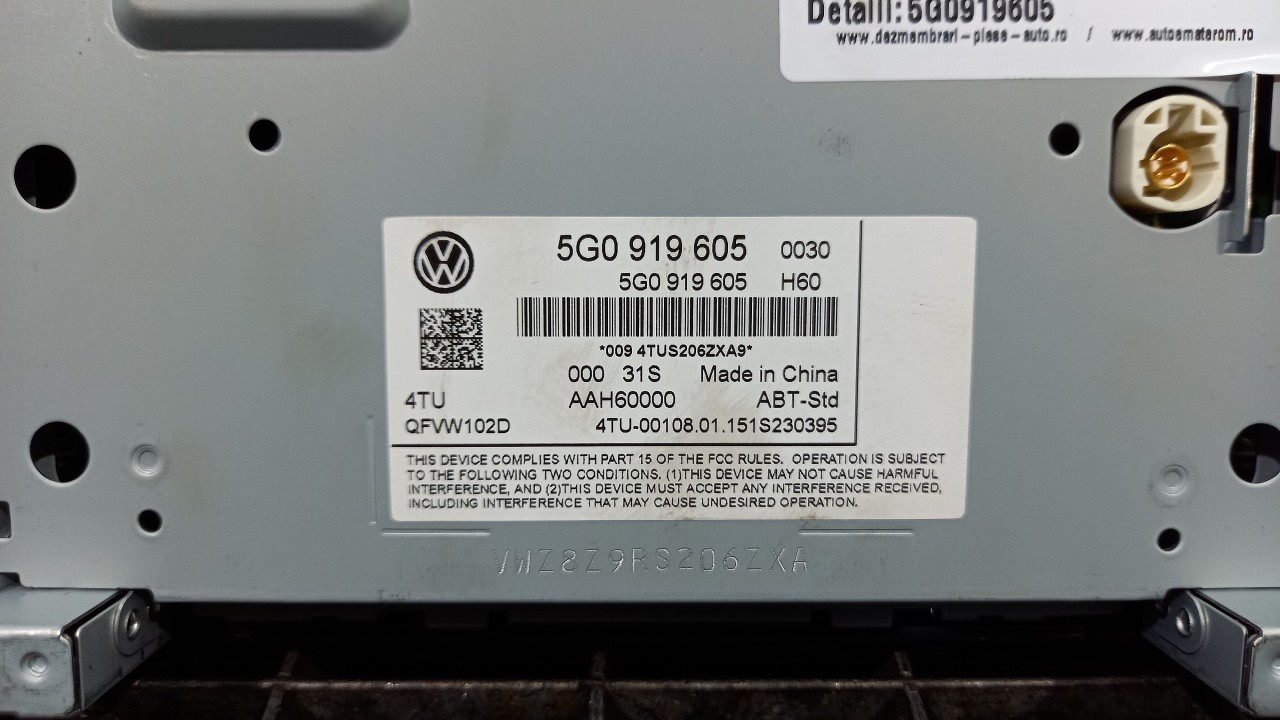 Detalii: 5G0919605
www.dezmembrari-piese-auto.ro / www.autoematerom.ro
5G0 919 605 0030
5G0 919 605 H60
*009 4TUS206ZXA9*
000 31S Made in China
4TU AAH60000 ABT-Std
QFVW102D 4TU-00108.01.151S230395
THIS DEVICE COMPLIES WITH PART 15 OF THE FCC RULES. OPERATION IS SUBJECT
TO THE FOLLOWING TWO CONDITIONS. (1)THIS DEVICE MAY NOT CAUSE HARMFUL
INTERFERENCE, AND (2)THIS DEVICE MUST ACCEPT ANY INTERFERENCE RECEIVED,
INCLUDING INTERFERENCE THAT MAY CAUSE UNDESIRED OPERATION.
VWZ8Z9RS206ZXA